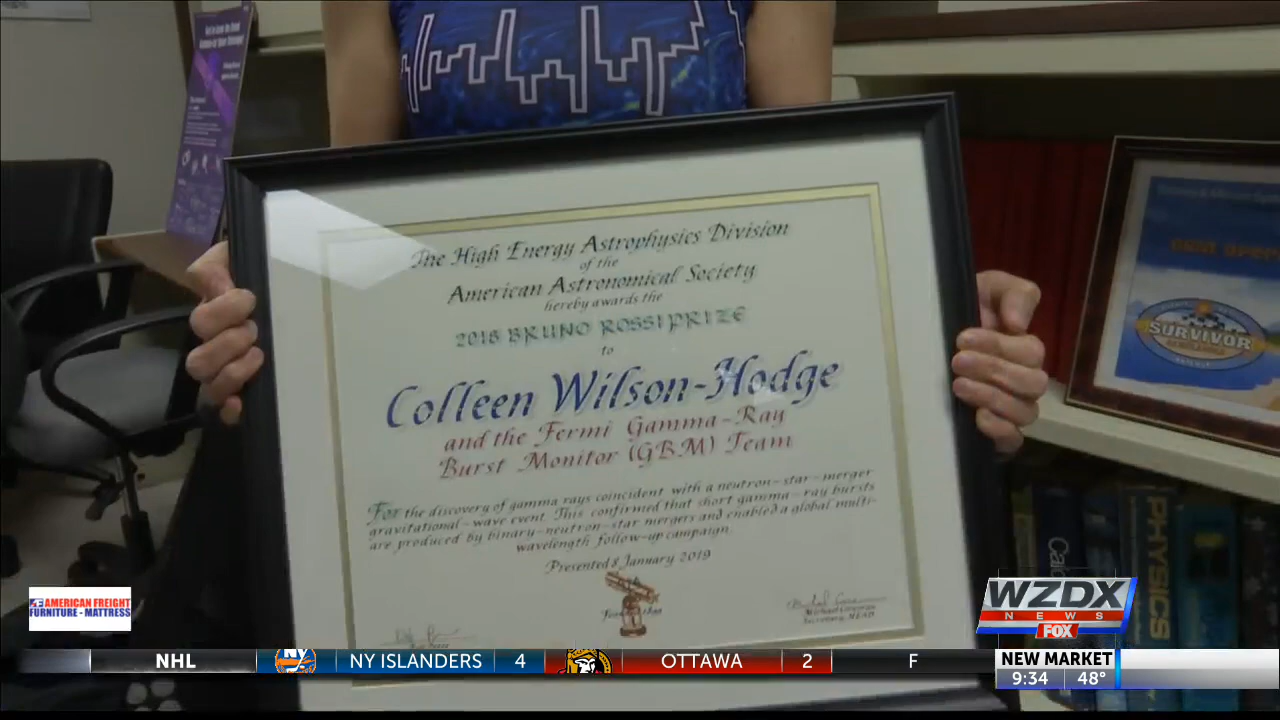 The High Energy Astrophysics Division
of the
American Astronomical Society
hereby awards the
2018 BRUNO ROSSI PRIZE
to
Colleen Wilson-Hodge
and the Fermi Gamma-Ray
Burst Monitor (GBM) Team
For the discovery of gamma rays coincident with a neutron-star-merger
gravitational-wave event. This confirmed that short gamma-ray bursts
are produced by binary-neutron-star mergers and enabled a global multi-
wavelength follow-up campaign.
Presented 8 January 2019
SURVIVOR
PHYSICS
AMERICAN FREIGHT
FURNITURE - MATTRESS
WZDX
NEWS
FOX
NHL NY ISLANDERS 4 OTTAWA 2 F
NEW MARKET
9:34 48°